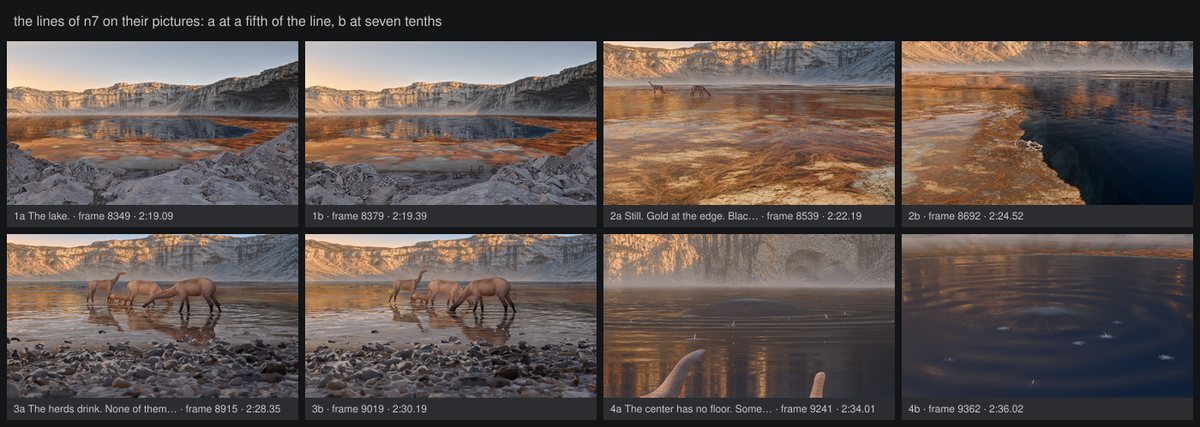 the lines of n7 on their pictures: a at a fifth of the line, b at seven tenths
1a The lake. · frame 8349 · 2:19.09
1b · frame 8379 · 2:19.39
2a Still. Gold at the edge. Blac... · frame 8539 · 2:22.19
2b · frame 8692 · 2:24.52
3a The herds drink. None of them... · frame 8915 · 2:28.35
3b · frame 9019 · 2:30.19
4a The center has no floor. Some... · frame 9241 · 2:34.01
4b · frame 9362 · 2:36.02